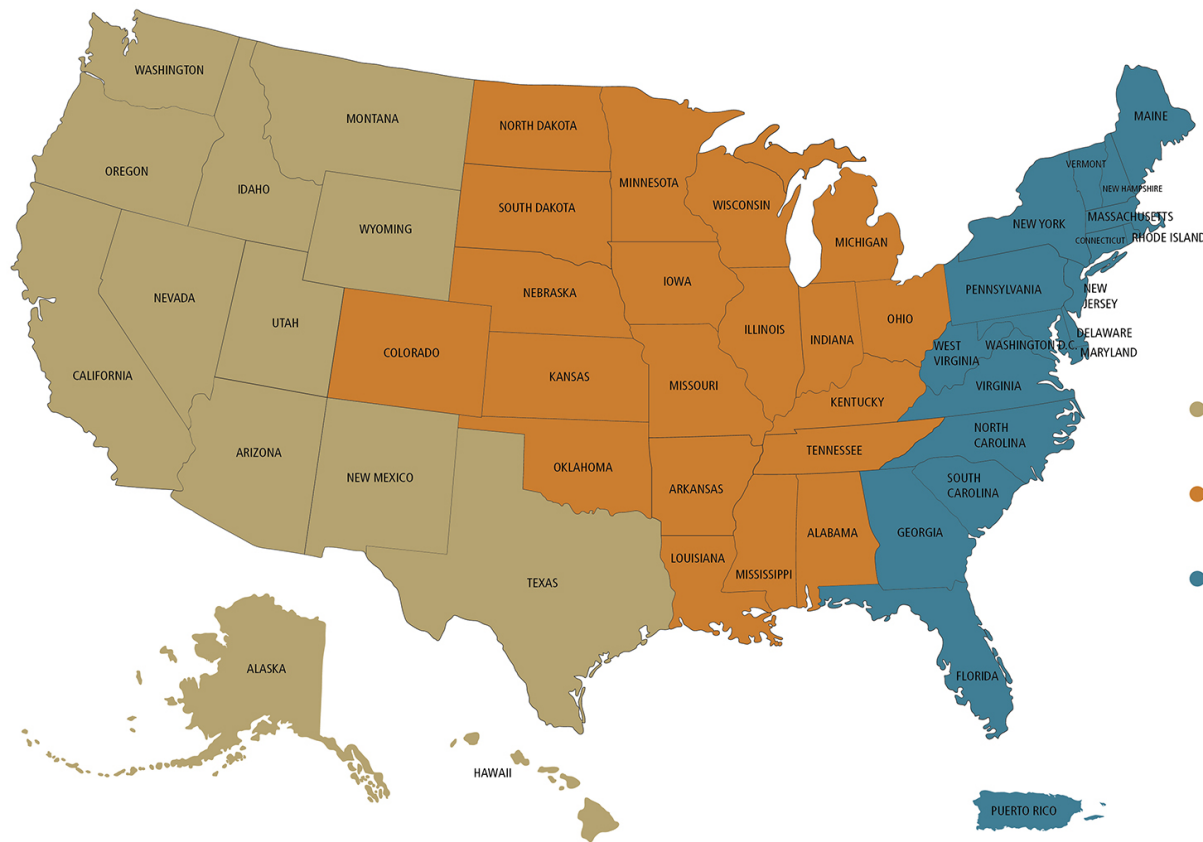 WASHINGTON
MONTANA
NORTH DAKOTA
MAINE
OREGON
IDAHO
MINNESOTA
VERMONT
NEW HAMPSHIRE
SOUTH DAKOTA
WISCONSIN
WYOMING
NEW YORK
MASSACHUSETTS
MICHIGAN
CONNECTICUT
RHODE ISLAND
NEVADA
NEBRASKA
IOWA
PENNSYLVANIA
NEW
JERSEY
UTAH
ILLINOIS
INDIANA
OHIO
DELAWARE
COLORADO
WEST
VIRGINIA
WASHINGTON D.C.
MARYLAND
CALIFORNIA
KANSAS
MISSOURI
VIRGINIA
KENTUCKY
NORTH
CAROLINA
ARIZONA
NEW MEXICO
OKLAHOMA
TENNESSEE
ARKANSAS
SOUTH
CAROLINA
ALABAMA
GEORGIA
LOUISIANA
MISSISSIPPI
TEXAS
ALASKA
FLORIDA
HAWAII
PUERTO RICO